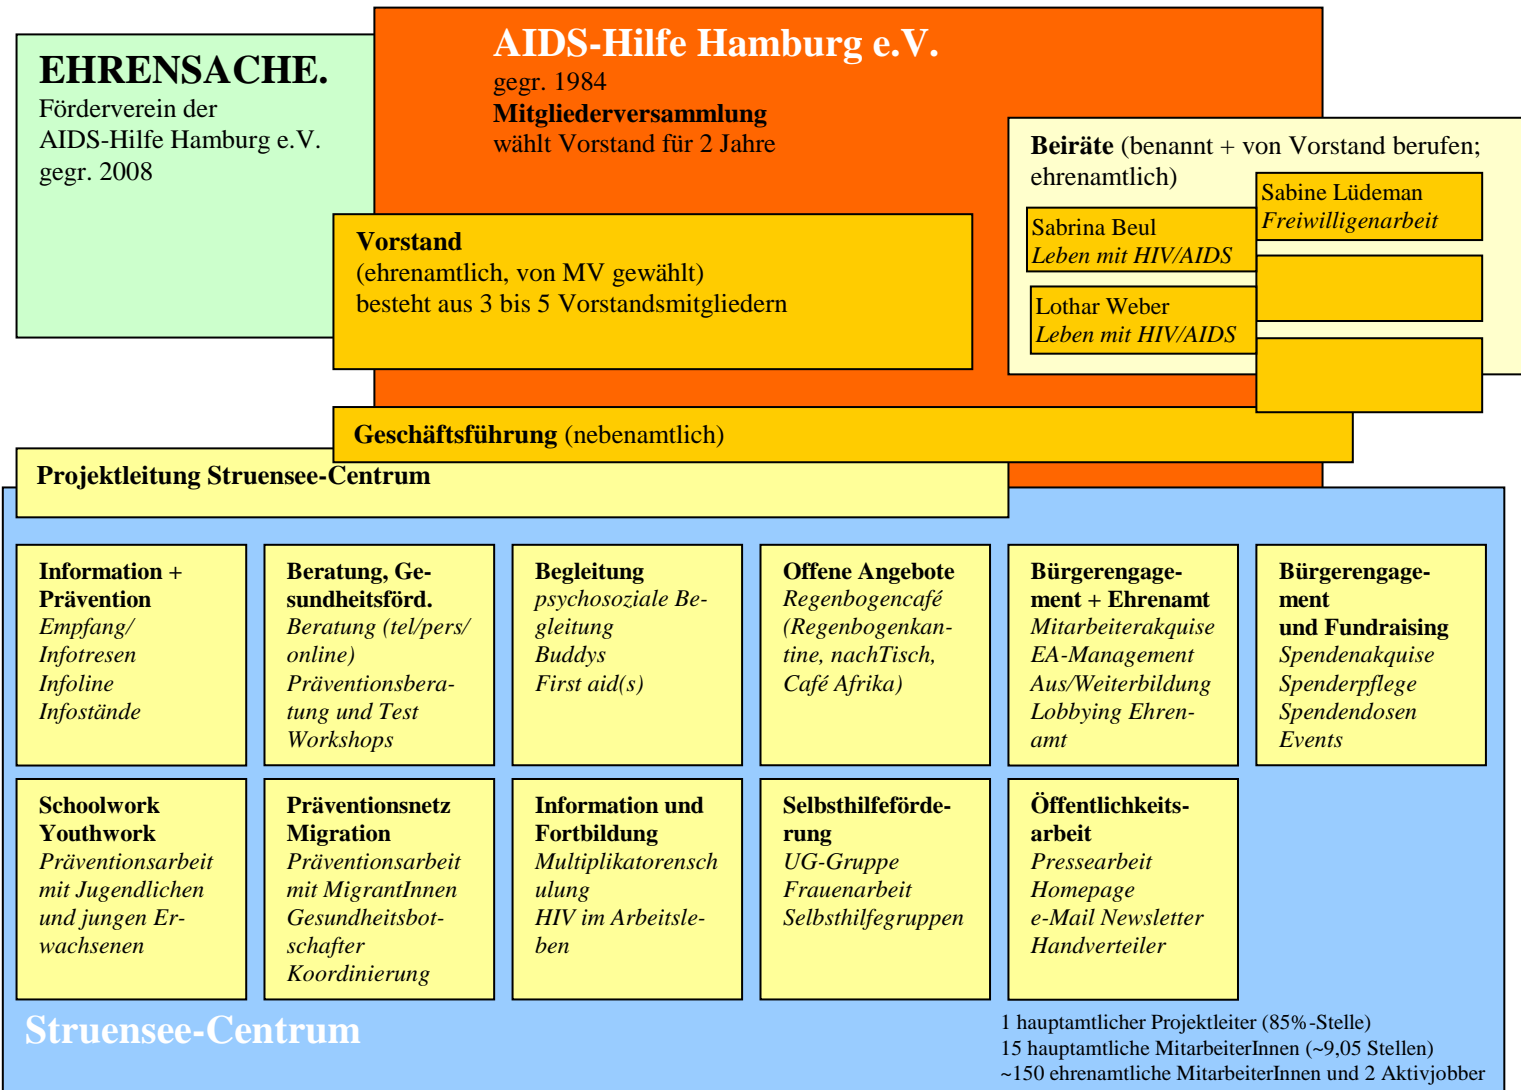 EHRENSACHE.
Förderverein der
AIDS-Hilfe Hamburg e.V.
gegr. 2008
AIDS-Hilfe Hamburg e.V.
gegr. 1984
Mitgliederversammlung
wählt Vorstand für 2 Jahre
Beiräte (benannt + von Vorstand berufen;
ehrenamtlich)
Sabine Lüdeman
Freiwilligenarbeit
Sabrina Beul
Leben mit HIV/AIDS
Lothar Weber
Leben mit HIV/AIDS
Vorstand
(ehrenamtlich, von MV gewählt)
besteht aus 3 bis 5 Vorstandsmitgliedern
Geschäftsführung (nebenamtlich)
Projektleitung Struensee-Centrum
Information +
Prävention
Empfang/
Infotresen
Infoline
Infostände
Beratung, Ge-
sundheitsförd.
Beratung (tel/pers/
online)
Präventionsbera-
tung und Test
Workshops
Begleitung
psychosoziale Be-
gleitung
Buddys
First aid(s)
Offene Angebote
Regenbogencafé
(Regenbogenkan-
tine, nachTisch,
Café Afrika)
Bürgerengage-
ment + Ehrenamt
Mitarbeiterakquise
EA-Management
Aus/Weiterbildung
Lobbying Ehren-
amt
Bürgerengage-
ment
und Fundraising
Spendenakquise
Spenderpflege
Spendendosen
Events
Schoolwork
Youthwork
Präventionsarbeit
mit Jugendlichen
und jungen Er-
wachsenen
Präventionsnetz
Migration
Präventionsarbeit
mit MigrantInnen
Gesundheitsbot-
schafter
Koordinierung
Information und
Fortbildung
Multiplikatorensch
ulung
HIV im Arbeitsle-
ben
Selbsthilfeförde-
rung
UG-Gruppe
Frauenarbeit
Selbsthilfegruppen
Öffentlichkeits-
arbeit
Pressearbeit
Homepage
e-Mail Newsletter
Handverteiler
Struensee-Centrum
1 hauptamtlicher Projektleiter (85%-Stelle)
15 hauptamtliche MitarbeiterInnen (~9,05 Stellen)
~150 ehrenamtliche MitarbeiterInnen und 2 Aktivjobber